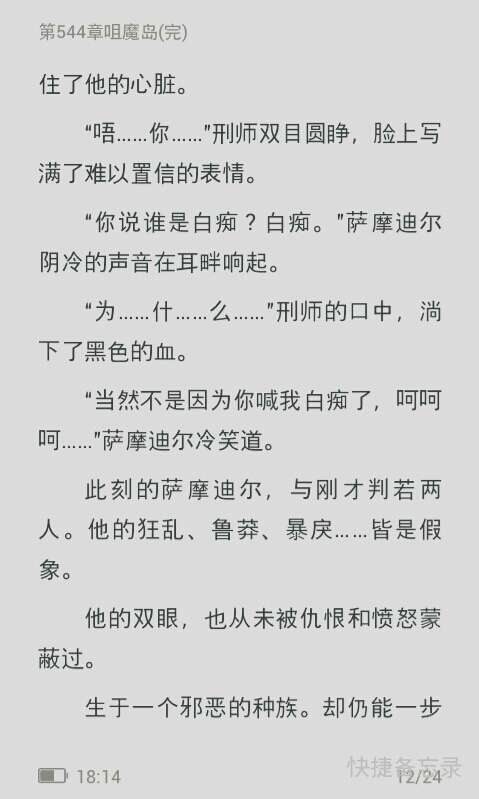 第544章咀魔岛(完)
住了他的心脏。
“唔……你……”刑师双目圆睁，脸上写
满了难以置信的表情。
“你说谁是白痴？白痴。”萨摩迪尔
阴冷的声音在耳畔响起。
“为……什……么……”刑师的口中，淌
下了黑色的血。
“当然不是因为你喊我白痴了，呵呵
呵……”萨摩迪尔冷笑道。
此刻的萨摩迪尔，与刚才判若两
人。他的狂乱、鲁莽、暴戾……皆是假
象。
他的双眼，也从未被仇恨和愤怒蒙
蔽过。
生于一个邪恶的种族。却仍能一步
快捷备忘录
18:14
12/24